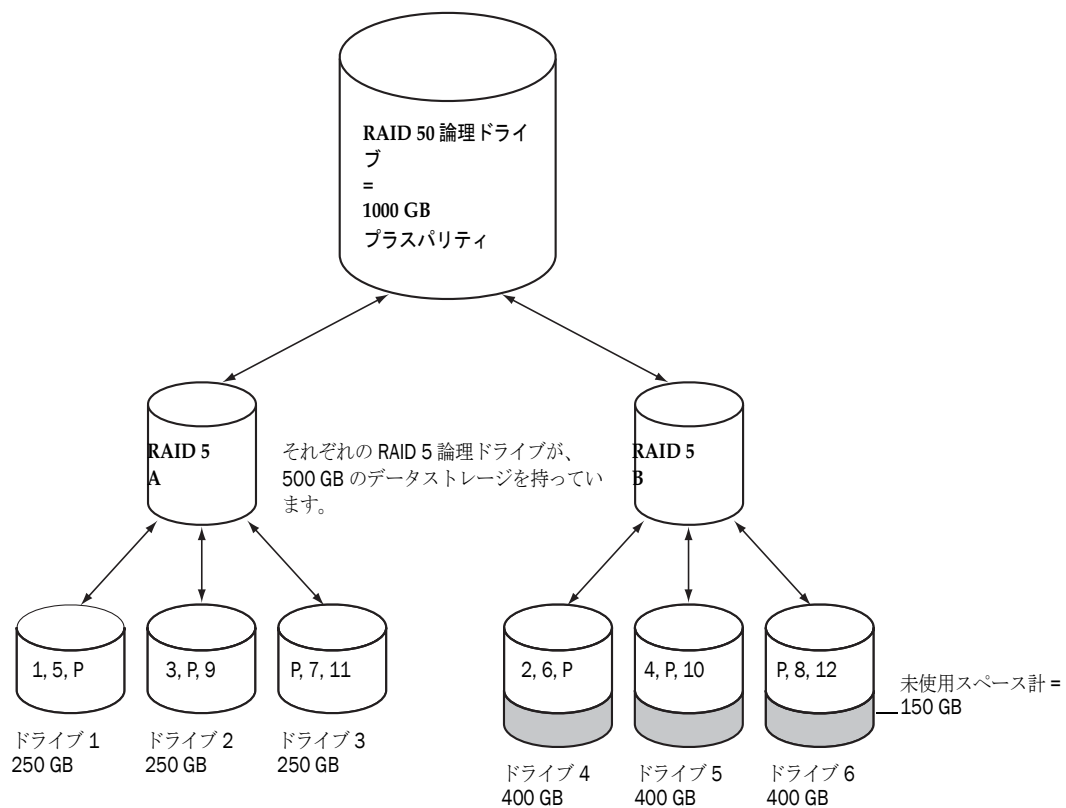 RAID 50 論理ドライ
ブ
=
1000 GB
プラスパリティ
RAID 5
A
それぞれの RAID 5 論理ドライブが、
500 GB のデータストレージを持ってい
ます。
RAID 5
B
1, 5, P
3, P, 9
P, 7, 11
2, 6, P
4, P, 10
P, 8, 12
未使用スペース計 =
150 GB
ドライブ 1
250 GB
ドライブ 2
250 GB
ドライブ 3
250 GB
ドライブ 4
400 GB
ドライブ 5
400 GB
ドライブ 6
400 GB